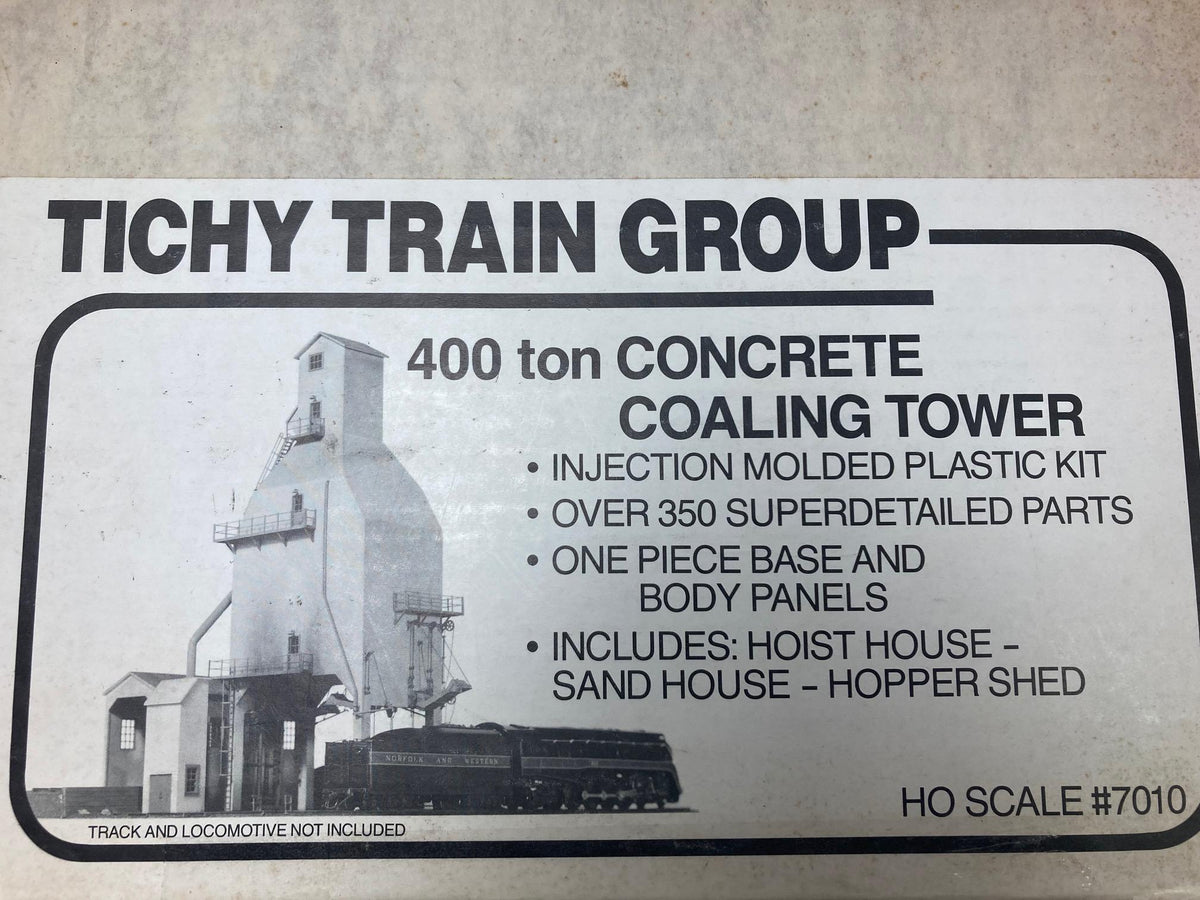 TICHY TRAIN GROUP
400 ton CONCRETE
COALING TOWER
• INJECTION MOLDED PLASTIC KIT
• OVER 350 SUPERDETAILED PARTS
• ONE PIECE BASE AND
BODY PANELS
• INCLUDES: HOIST HOUSE –
SAND HOUSE – HOPPER SHED
NORFOLK AND WESTERN
HO SCALE #7010
TRACK AND LOCOMOTIVE NOT INCLUDED